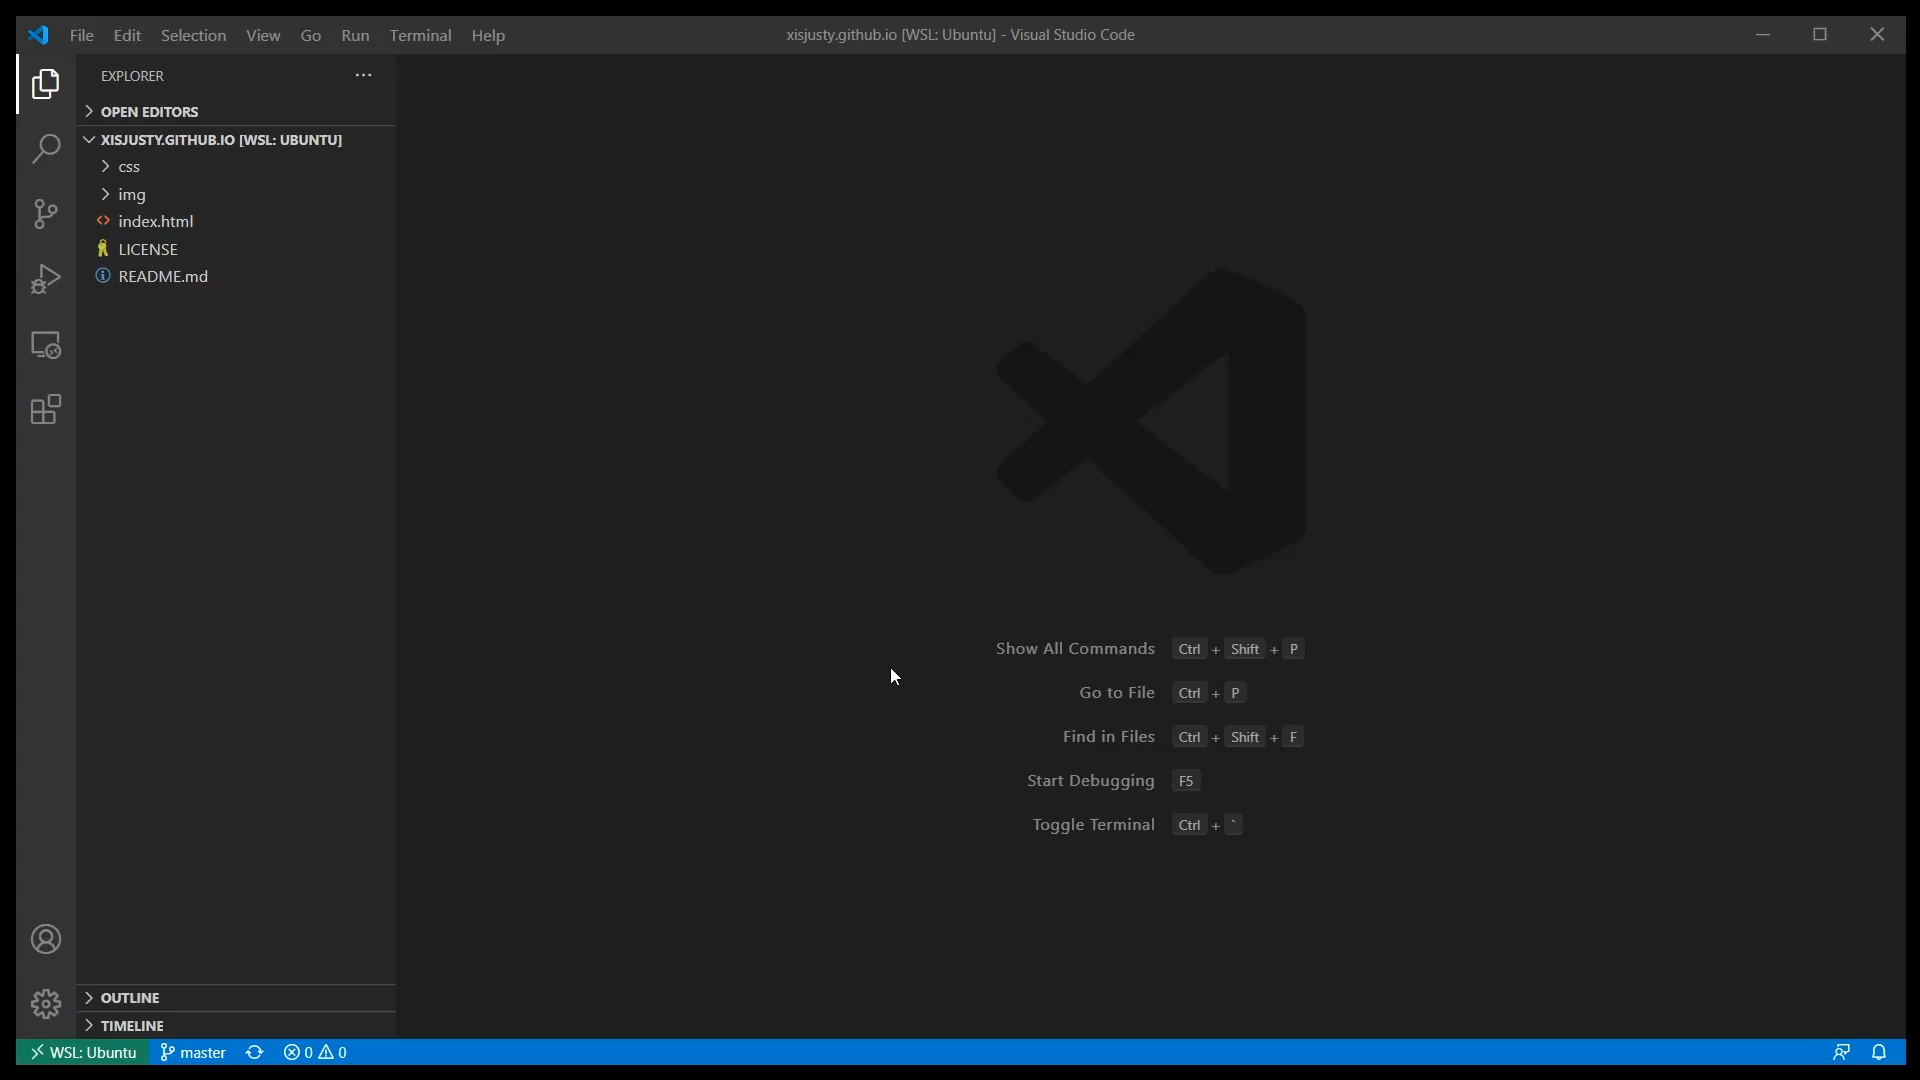 File Edit Selection View Go Run Terminal Help
xisjusty.github.io [WSL: Ubuntu] - Visual Studio Code
EXPLORER
OPEN EDITORS
XISJUSTY.GITHUB.IO [WSL: UBUNTU]
css
img
index.html
LICENSE
README.md
Show All Commands Ctrl + Shift + P
Go to File Ctrl + P
Find in Files Ctrl + Shift + F
Start Debugging F5
Toggle Terminal Ctrl + `
OUTLINE
TIMELINE
WSL: Ubuntu master 0 0